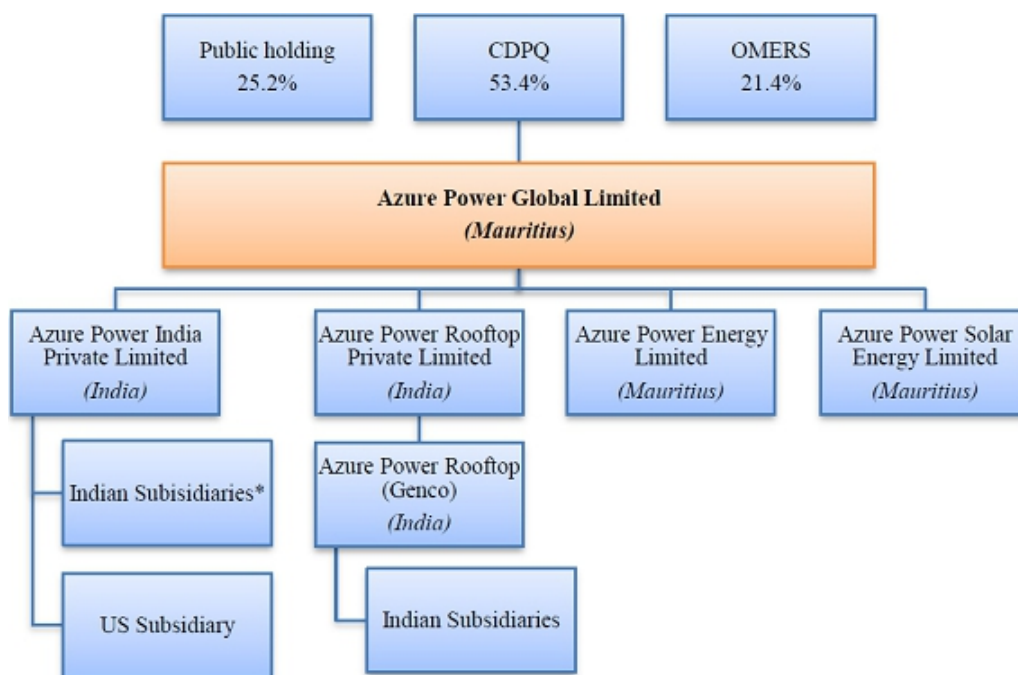 Public holding
25.2%
CDPQ
53.4%
OMERS
21.4%
Azure Power Global Limited
(Mauritius)
Azure Power India
Private Limited
(India)
Azure Power Rooftop
Private Limited
(India)
Azure Power Energy
Limited
(Mauritius)
Azure Power Solar
Energy Limited
(Mauritius)
Indian Subisidiaries*
Azure Power Rooftop
(Genco)
(India)
US Subsidiary
Indian Subsidiaries